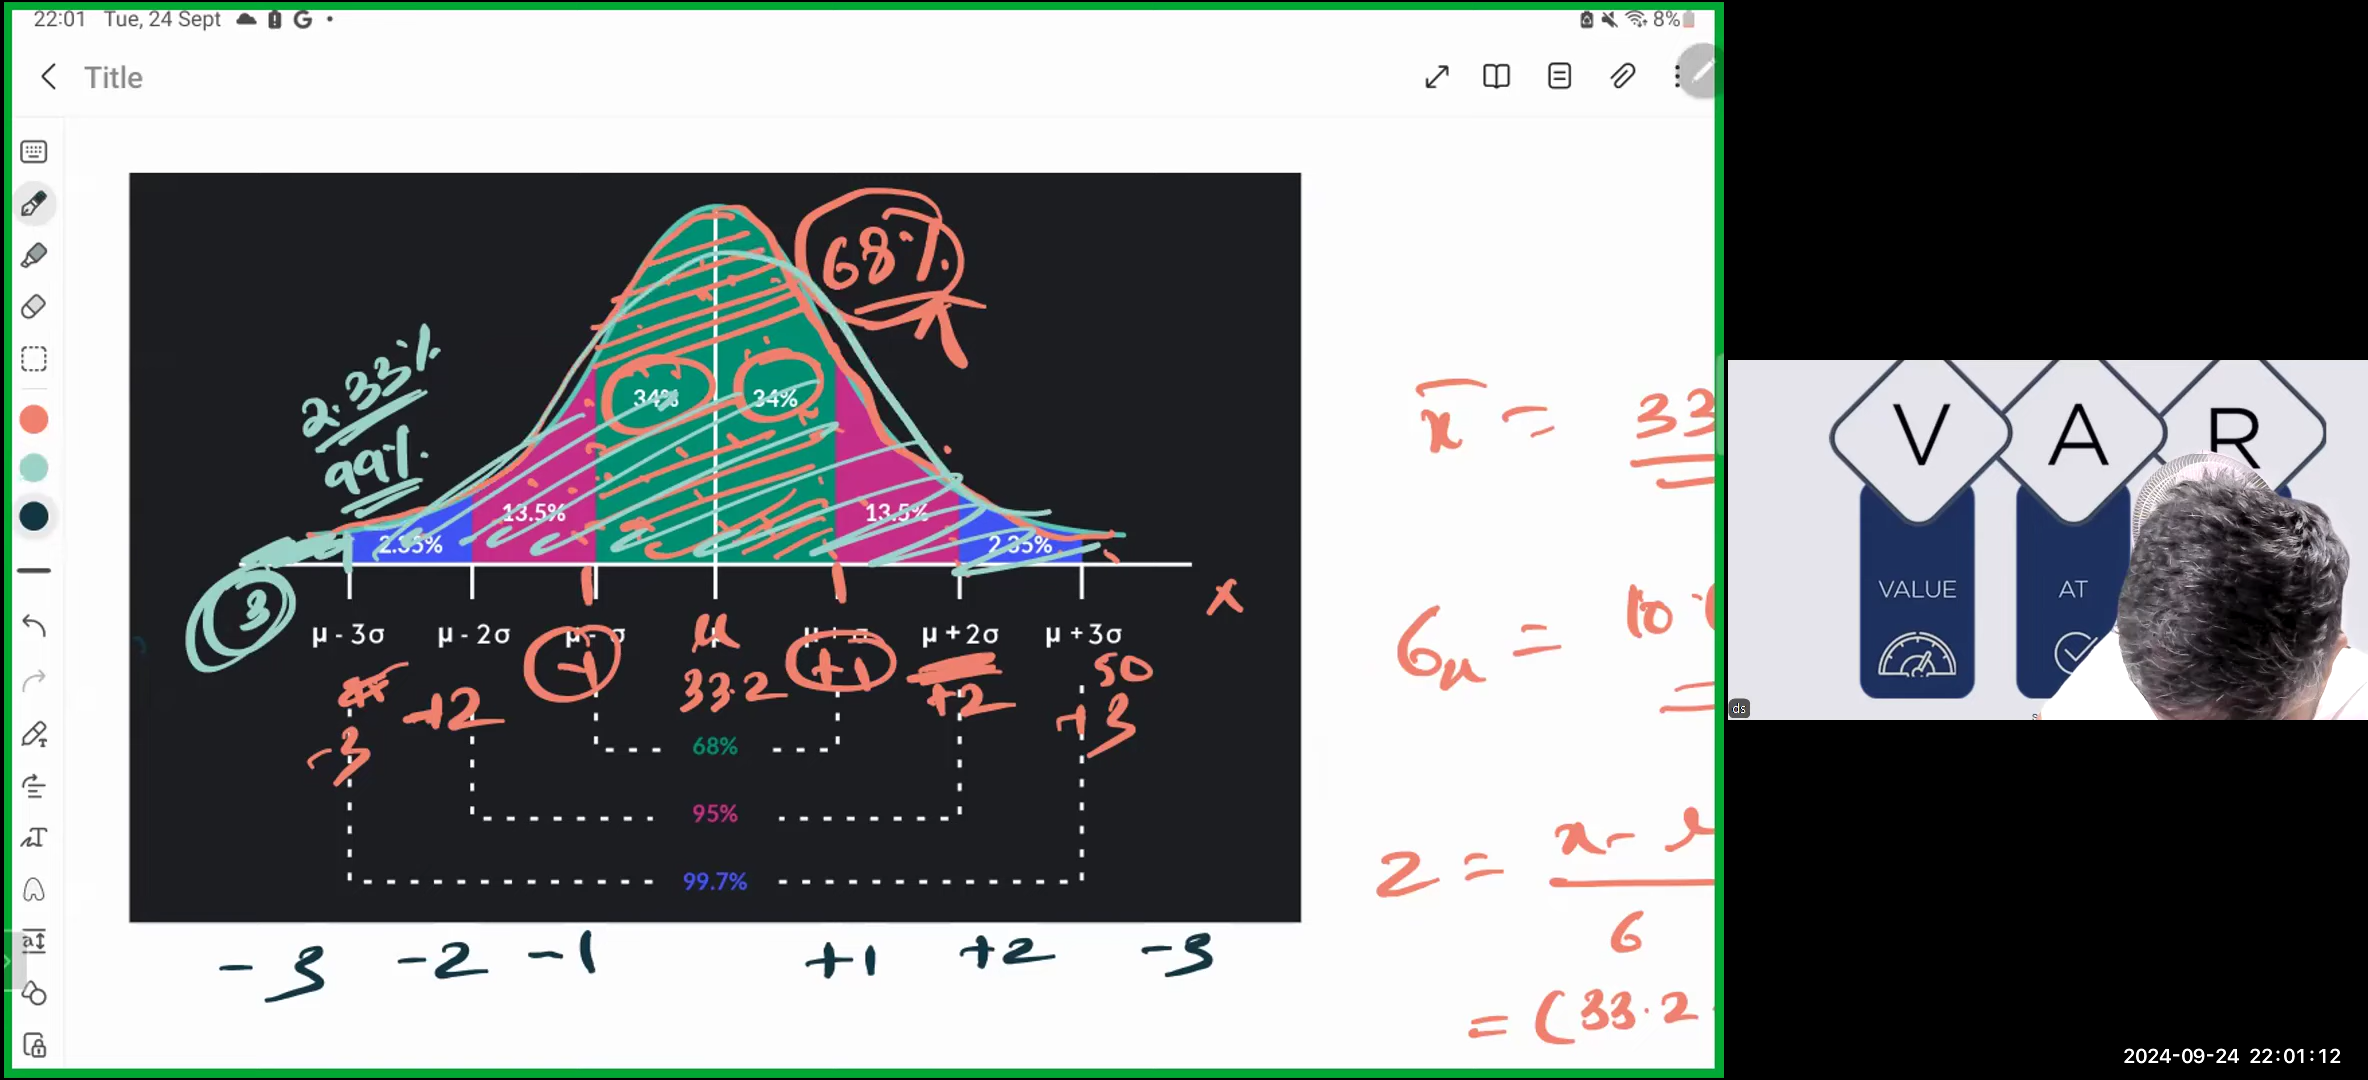 22:01 Tue, 24 Sept G
8%
Title
68%
2.33%
99%
34% 34%
13.5% 13.5%
2.35% 2.35%
3
x
μ - 3σ μ - 2σ μ μ + 2σ μ + 3σ
-1 33.2 +1 50
-3 +2 +2 +3
68%
95%
99.7%
-3 -2 -1 +1 +2 -3
x̄ = 33
=
z = x -
6
= (33.2
V A R
VALUE AT
ds
2024-09-24 22:01:12